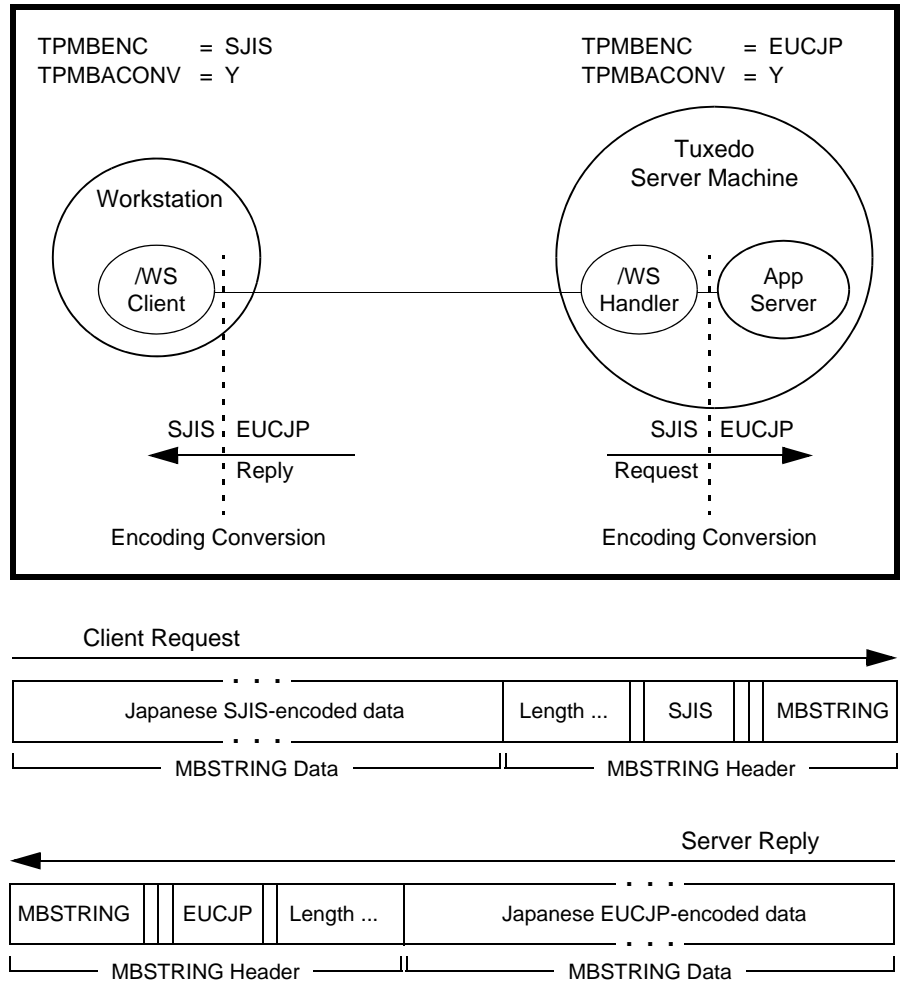 TPMBENC = SJIS
TPMBACONV = Y
TPMBENC = EUCJP
TPMBACONV = Y
Workstation
/WS
Client
Tuxedo
Server Machine
/WS
Handler
App
Server
SJIS EUCJP
Reply
Encoding Conversion
SJIS EUCJP
Request
Encoding Conversion
Client Request
. . .
Japanese SJIS-encoded data Length ... SJIS MBSTRING
. . .
MBSTRING Data MBSTRING Header
Server Reply
. . .
MBSTRING EUCJP Length ... Japanese EUCJP-encoded data
. . .
MBSTRING Header MBSTRING Data